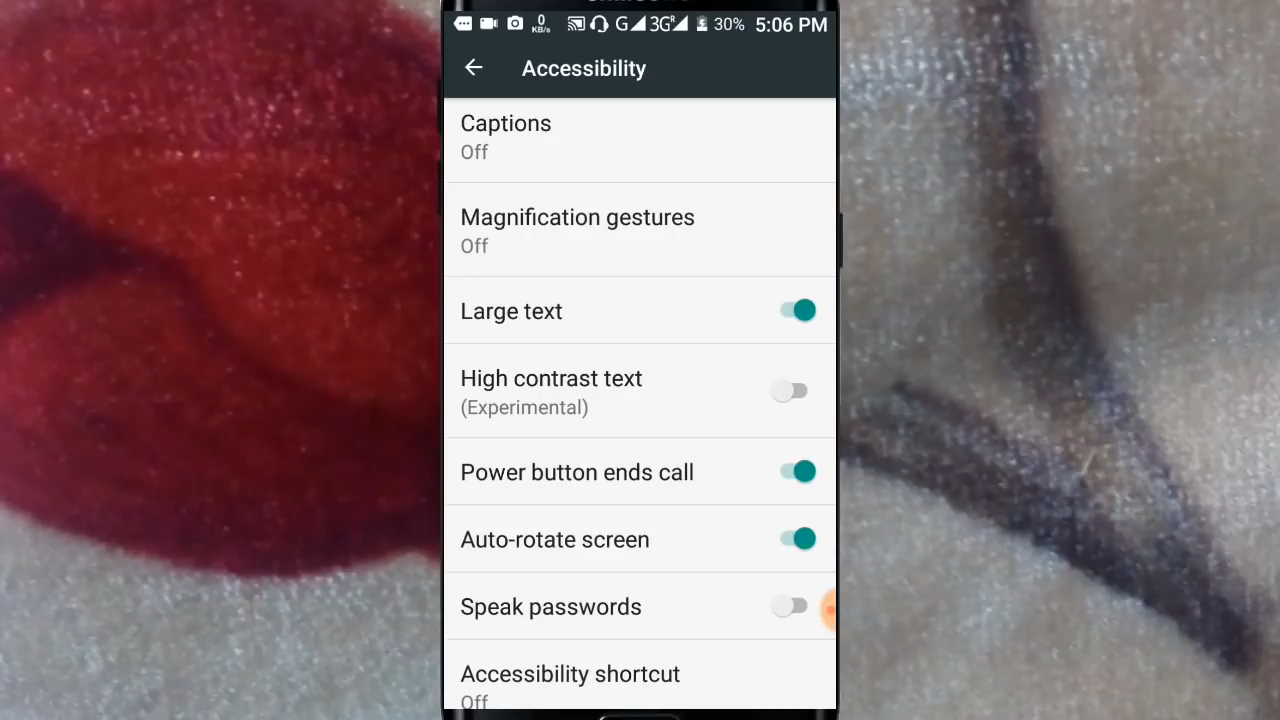 0 KB/s G 3G R 30% 5:06 PM
Accessibility
Captions
Off
Magnification gestures
Off
Large text
High contrast text
(Experimental)
Power button ends call
Auto-rotate screen
Speak passwords
Accessibility shortcut
Off